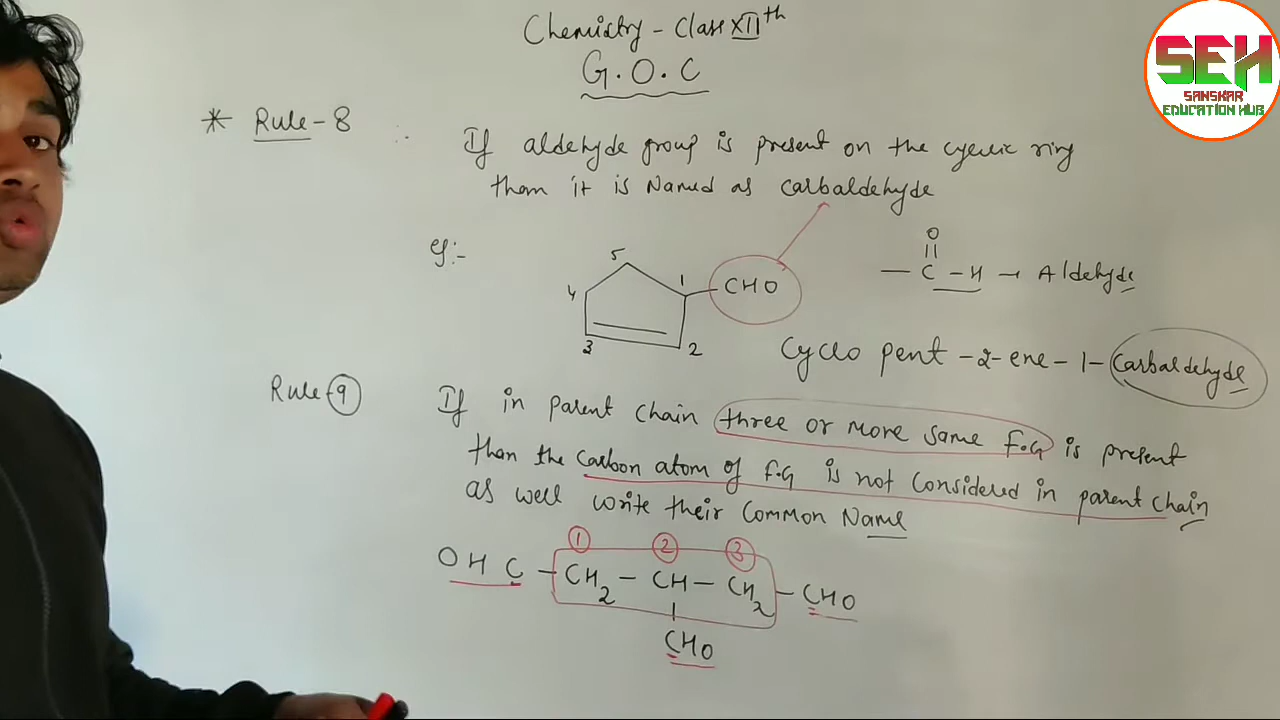 Chemistry - Class XIIth
G.O.C
SEH
SANSKAR
EDUCATION HUB
* Rule-8 :- If aldehyde group is present on the cyclic ring
them it is Named as carbaldehyde
eg:-
5
4
1
3
2
CHO
O
— C – H → Aldehyde
Cyclo pent -2- ene - 1 - Carbaldehyde
Rule-9 If in parent chain three or more same F.G is present
than the carbon atom of F.G is not Considered in parent chain
as well write their Common Name
1 2 3
OHC - CH2 - CH - CH2 - CHO
CHO